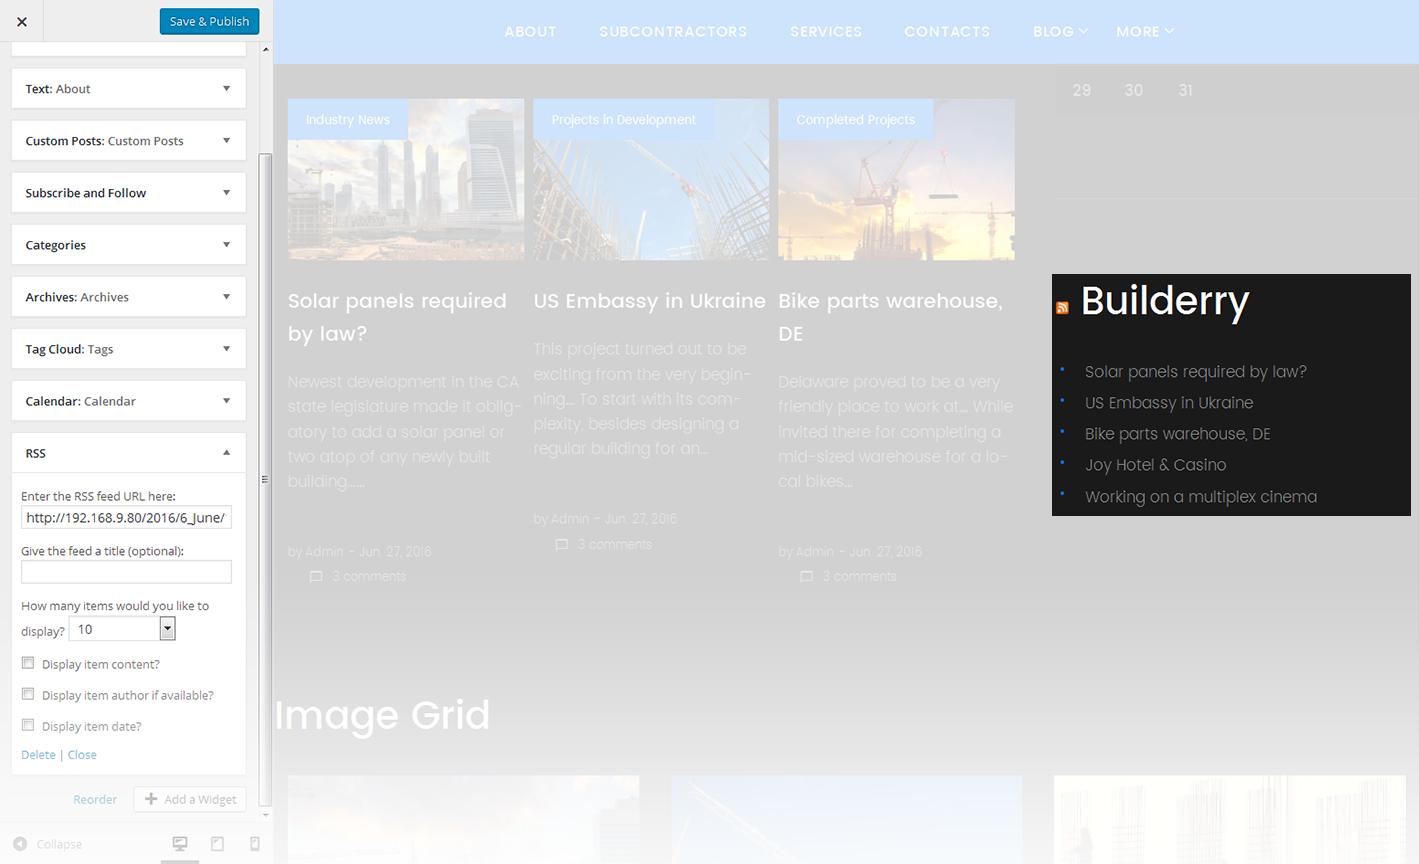 Save & Publish
Text: About
Custom Posts: Custom Posts
Subscribe and Follow
Categories
Archives: Archives
Tag Cloud: Tags
Calendar: Calendar
RSS
Enter the RSS feed URL here:
http://192.168.9.80/2016/6_June/
Give the feed a title (optional):
How many items would you like to
display? 10
Display item content?
Display item author if available?
Display item date?
Delete | Close
Reorder
Add a Widget
Collapse
ABOUT SUBCONTRACTORS SERVICES CONTACTS BLOG MORE
29 30 31
Industry News
Solar panels required
by law?
Newest development in the CA
state legislature made it oblig-
atory to add a solar panel or
two atop of any newly built
building......
by Admin - Jun. 27, 2016
3 comments
Projects in Development
US Embassy in Ukraine
This project turned out to be
exciting from the very begin-
ning... To start with its com-
plexity, besides designing a
regular building for an...
by Admin - Jun. 27, 2016
3 comments
Completed Projects
Bike parts warehouse,
DE
Delaware proved to be a very
friendly place to work at... While
invited there for completing a
mid-sized warehouse for a lo-
cal bikes...
by Admin - Jun. 27, 2016
3 comments
Builderry
Solar panels required by law?
US Embassy in Ukraine
Bike parts warehouse, DE
Joy Hotel & Casino
Working on a multiplex cinema
Image Grid